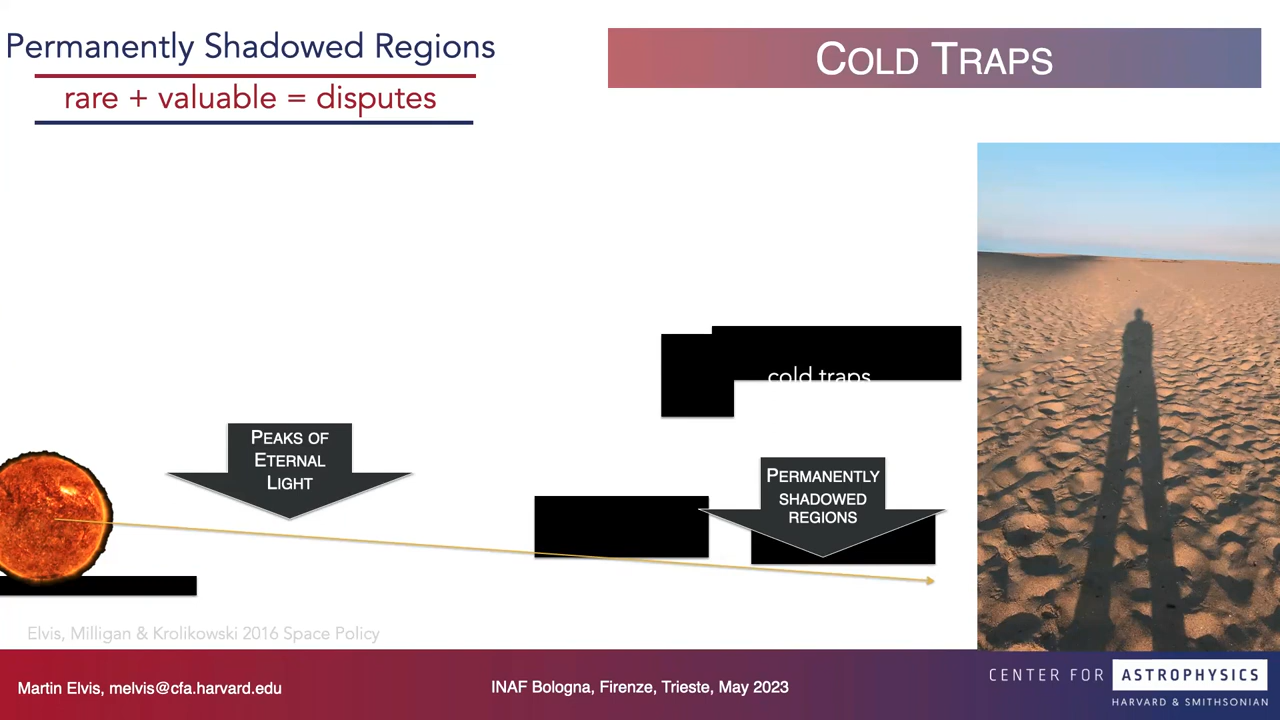 Permanently Shadowed Regions
rare + valuable = disputes
COLD TRAPS
cold traps
PEAKS OF
ETERNAL
LIGHT
PERMANENTLY
SHADOWED
REGIONS
Elvis, Milligan & Krolikowski 2016 Space Policy
Martin Elvis, melvis@cfa.harvard.edu
INAF Bologna, Firenze, Trieste, May 2023
CENTER FOR ASTROPHYSICS
HARVARD & SMITHSONIAN